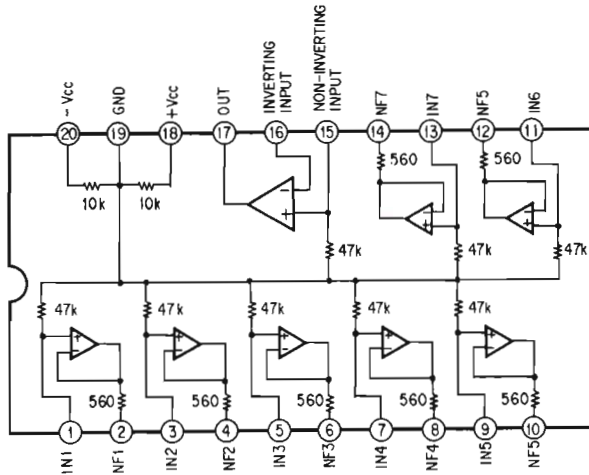 - Vcc
GND
+Vcc
OUT
INVERTING
INPUT
NON-INVERTING
INPUT
NF7
IN7
NF5
IN6
20 19 18 17 16 15 14 13 12 11
560 560
10k 10k
47k 47k 47k
47k 47k 47k 47k 47k
560 560 560 560 560
1 2 3 4 5 6 7 8 9 10
IN1
NF1
IN2
NF2
IN3
NF3
IN4
NF4
IN5
NF5